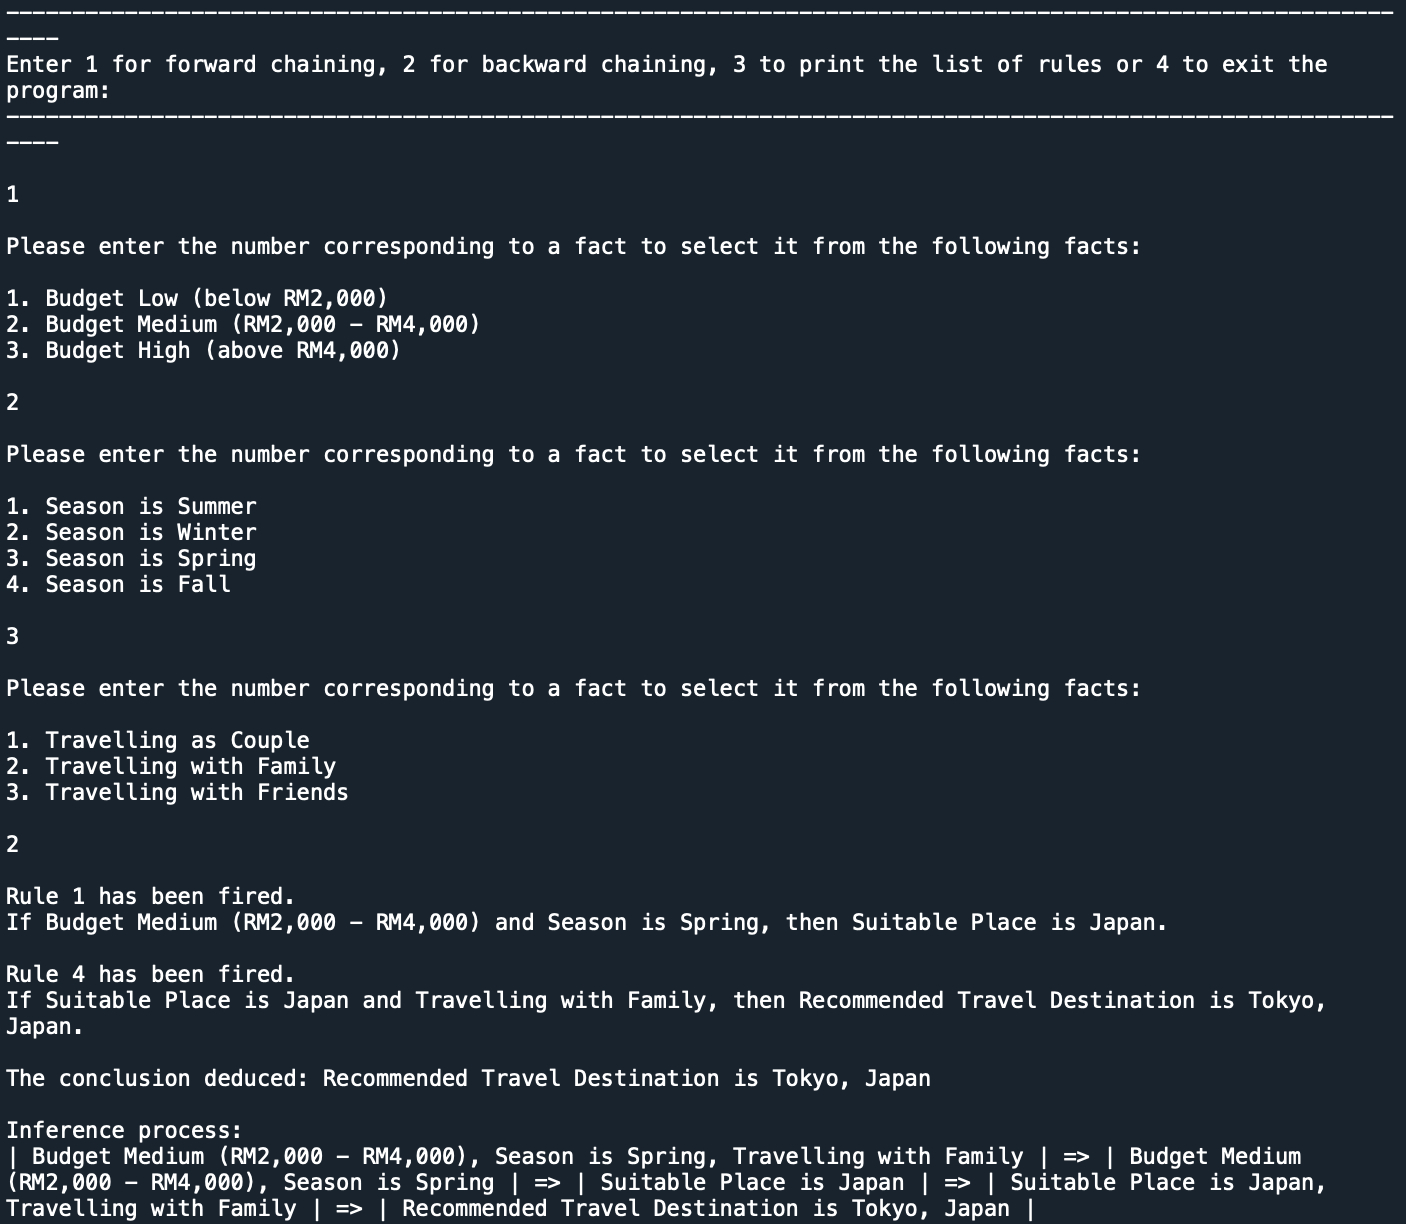 ---------------------------------------------------------------------------------------------------------
----
Enter 1 for forward chaining, 2 for backward chaining, 3 to print the list of rules or 4 to exit the
program:
---------------------------------------------------------------------------------------------------------
----
1
Please enter the number corresponding to a fact to select it from the following facts:
1. Budget Low (below RM2,000)
2. Budget Medium (RM2,000 - RM4,000)
3. Budget High (above RM4,000)
2
Please enter the number corresponding to a fact to select it from the following facts:
1. Season is Summer
2. Season is Winter
3. Season is Spring
4. Season is Fall
3
Please enter the number corresponding to a fact to select it from the following facts:
1. Travelling as Couple
2. Travelling with Family
3. Travelling with Friends
2
Rule 1 has been fired.
If Budget Medium (RM2,000 - RM4,000) and Season is Spring, then Suitable Place is Japan.
Rule 4 has been fired.
If Suitable Place is Japan and Travelling with Family, then Recommended Travel Destination is Tokyo,
Japan.
The conclusion deduced: Recommended Travel Destination is Tokyo, Japan
Inference process:
| Budget Medium (RM2,000 - RM4,000), Season is Spring, Travelling with Family | => | Budget Medium
(RM2,000 - RM4,000), Season is Spring | => | Suitable Place is Japan | => | Suitable Place is Japan,
Travelling with Family | => | Recommended Travel Destination is Tokyo, Japan |